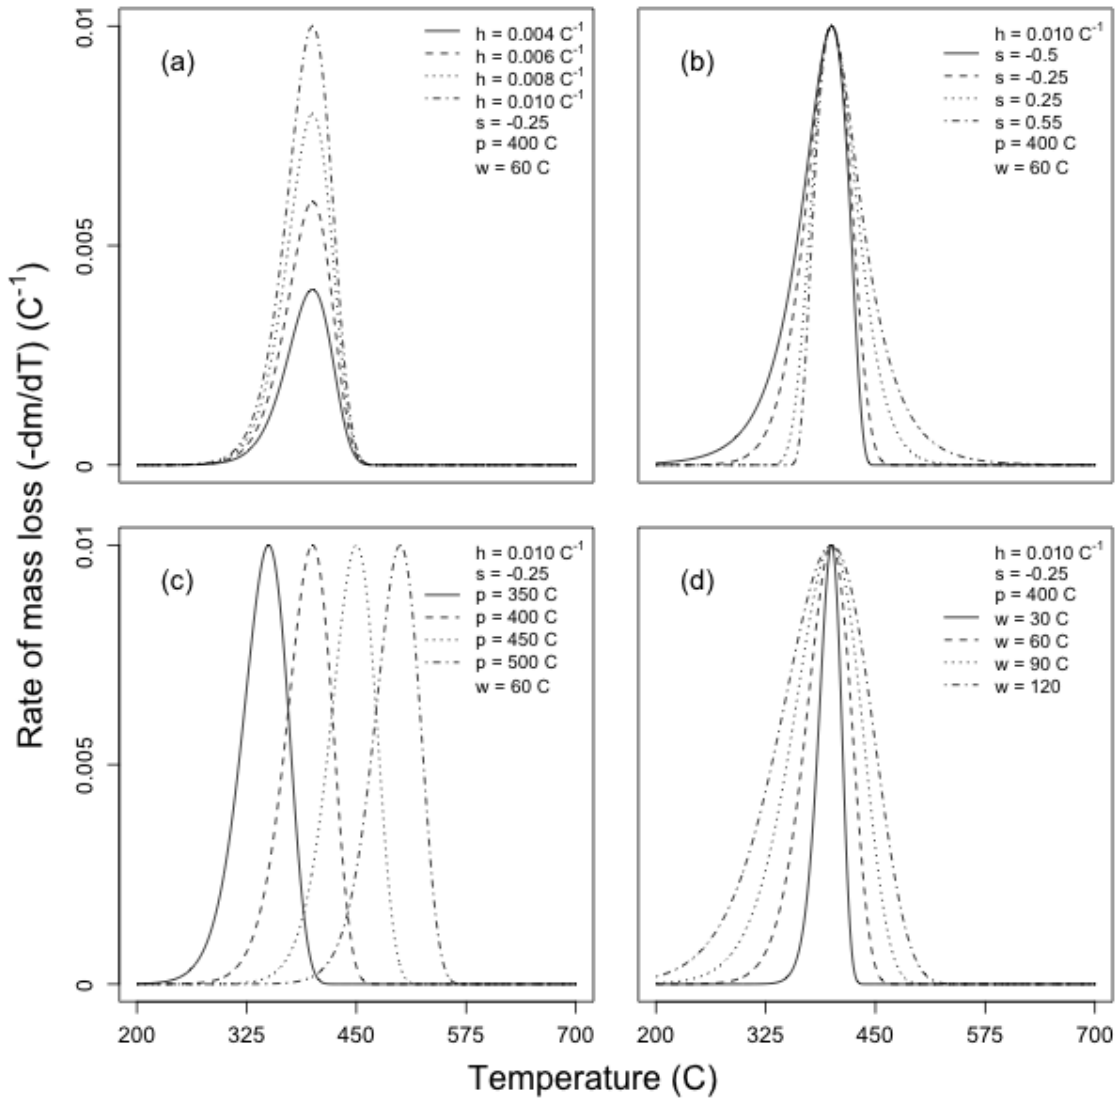 Rate of mass loss (-dm/dT) (C⁻¹)
0.01
0.005
0
(a)
h = 0.004 C⁻¹
h = 0.006 C⁻¹
h = 0.008 C⁻¹
h = 0.010 C⁻¹
s = -0.25
p = 400 C
w = 60 C
(b)
h = 0.010 C⁻¹
s = -0.5
s = -0.25
s = 0.25
s = 0.55
p = 400 C
w = 60 C
0.01
0.005
0
(c)
h = 0.010 C⁻¹
s = -0.25
p = 350 C
p = 400 C
p = 450 C
p = 500 C
w = 60 C
(d)
h = 0.010 C⁻¹
s = -0.25
p = 400 C
w = 30 C
w = 60 C
w = 90 C
w = 120
200 325 450 575 700
200 325 450 575 700
Temperature (C)